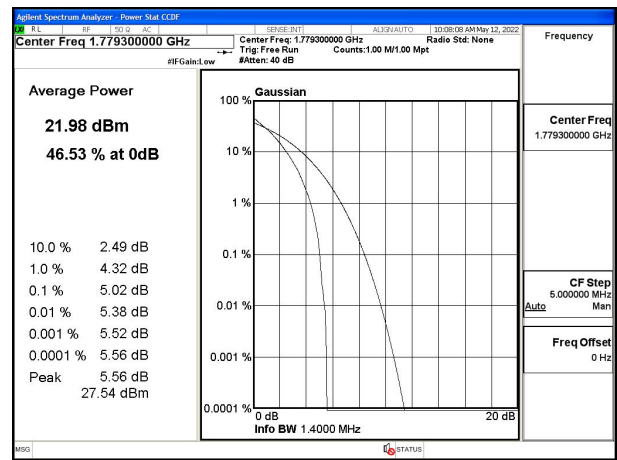 Agilent Spectrum Analyzer - Power Stat CCDF
RL RF 50 Ω AC SENSE:INT ALIGN AUTO 10:08:08 AM May 12, 2022
Center Freq 1.779300000 GHz
Center Freq: 1.779300000 GHz Radio Std: None
Trig: Free Run Counts:1.00 M/1.00 Mpt
#IFGain:Low #Atten: 40 dB
Frequency
Average Power
21.98 dBm
46.53 % at 0dB
10.0 % 2.49 dB
1.0 % 4.32 dB
0.1 % 5.02 dB
0.01 % 5.38 dB
0.001 % 5.52 dB
0.0001 % 5.56 dB
Peak 5.56 dB
27.54 dBm
Gaussian
100 %
10 %
1 %
0.1 %
0.01 %
0.001 %
0.0001 %
0 dB 20 dB
Info BW 1.4000 MHz
Center Freq
1.779300000 GHz
CF Step
5.000000 MHz
Auto Man
Freq Offset
0 Hz
MSG STATUS